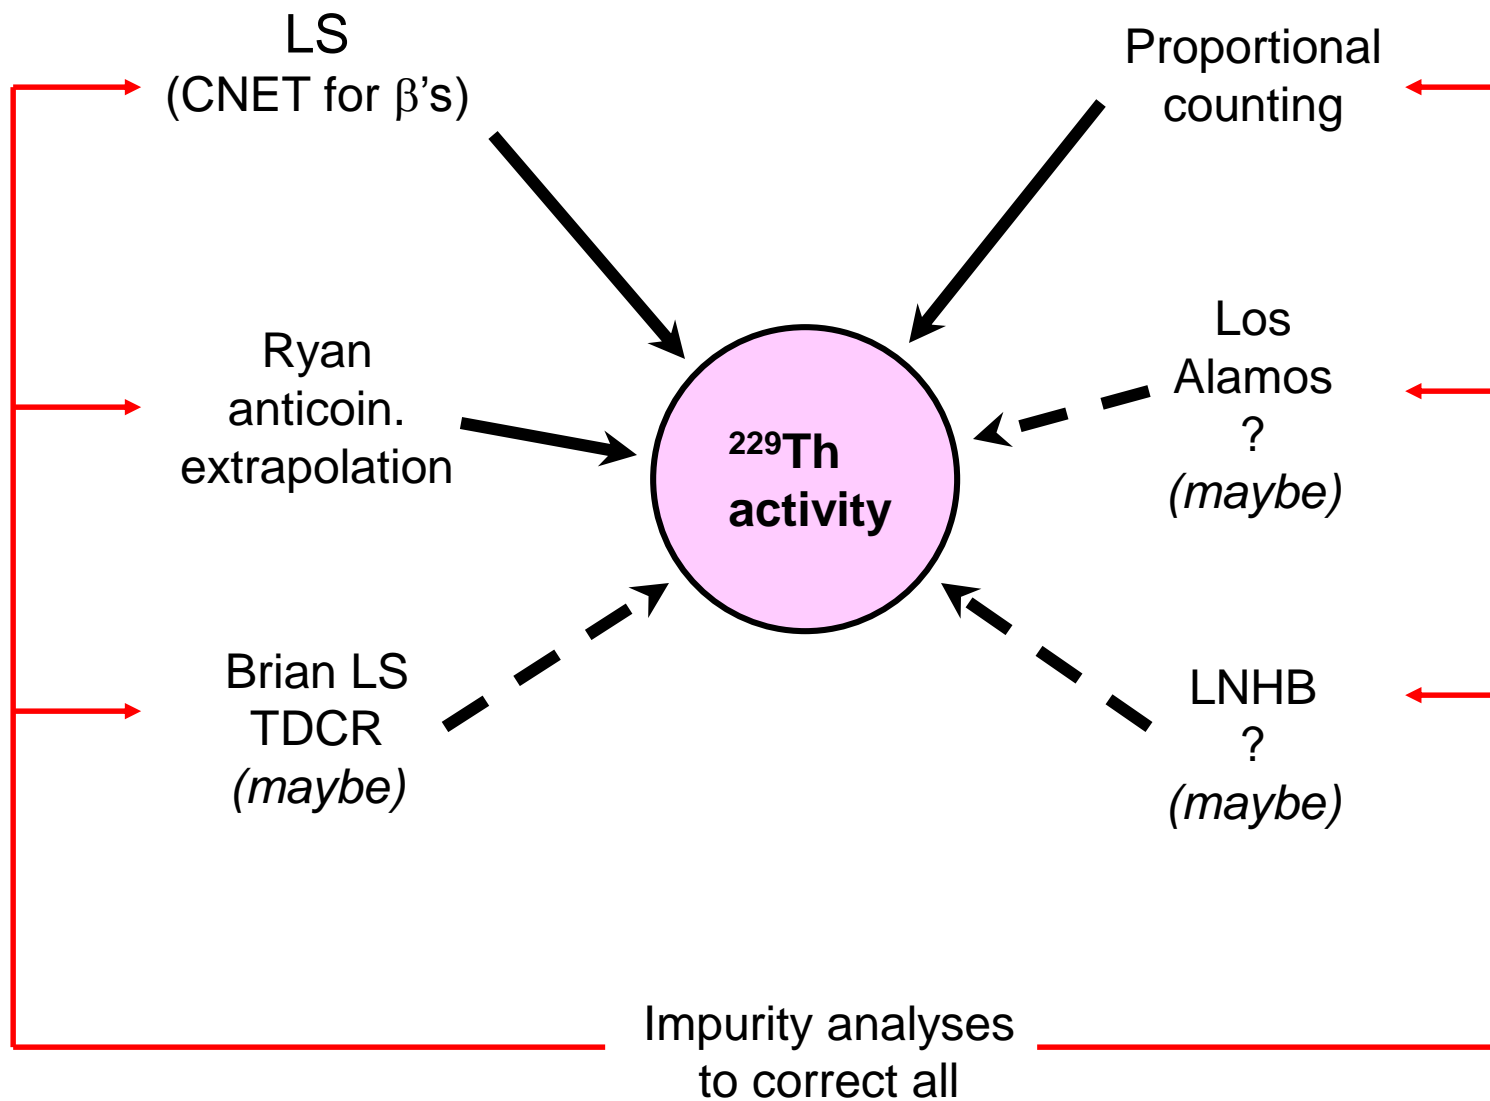 LS
(CNET for β's)
Proportional
counting
Ryan
anticoin.
extrapolation
Los
Alamos
?
(maybe)
²²⁹Th
activity
Brian LS
TDCR
(maybe)
LNHB
?
(maybe)
Impurity analyses
to correct all